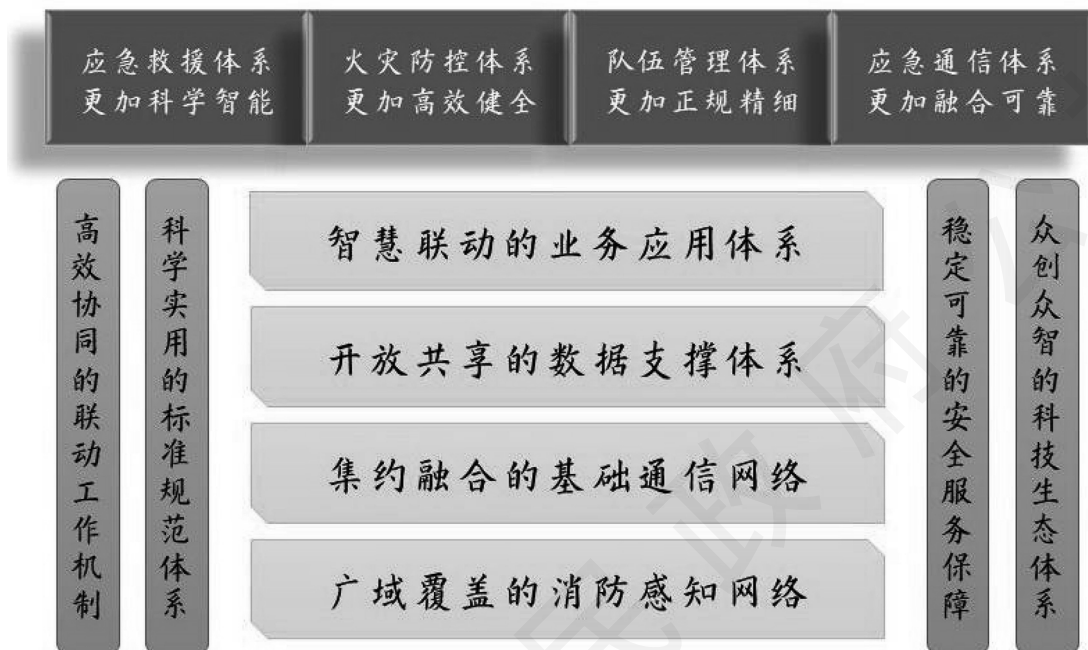 应急救援体系
更加科学智能
火灾防控体系
更加高效健全
队伍管理体系
更加正规精细
应急通信体系
更加融合可靠
高效协同的联动工作机制
科学实用的标准规范体系
智慧联动的业务应用体系
开放共享的数据支撑体系
集约融合的基础通信网络
广域覆盖的消防感知网络
稳定可靠的安全服务保障
众创众智的科技生态体系
民政府公